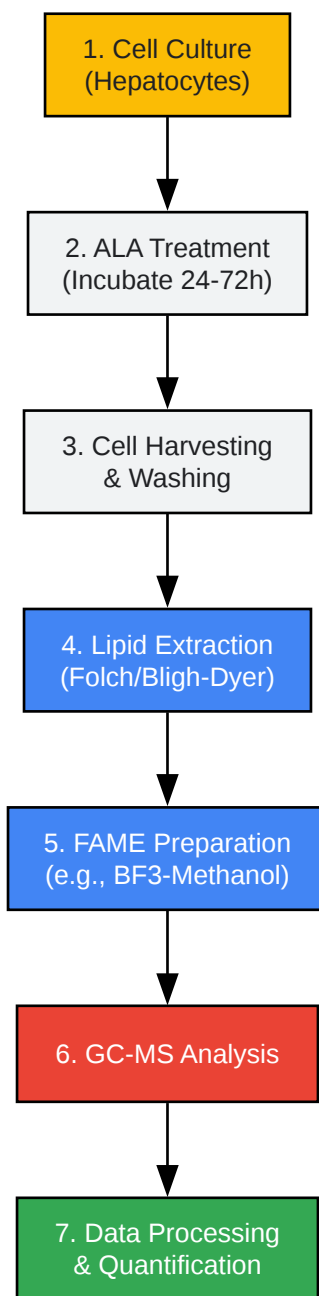 1. Cell Culture
(Hepatocytes)
2. ALA Treatment
(Incubate 24-72h)
3. Cell Harvesting
& Washing
4. Lipid Extraction
(Folch/Bligh-Dyer)
5. FAME Preparation
(e.g., BF3-Methanol)
6. GC-MS Analysis
7. Data Processing
& Quantification